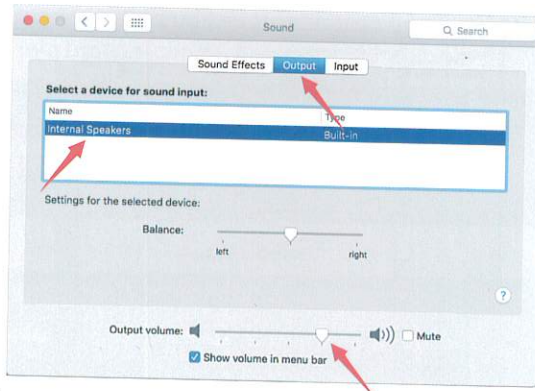 Sound
Search
Sound Effects Output Input
Select a device for sound input:
Name Type
Internal Speakers Built-in
Settings for the selected device:
Balance:
left right
?
Output volume: Mute
Show volume in menu bar